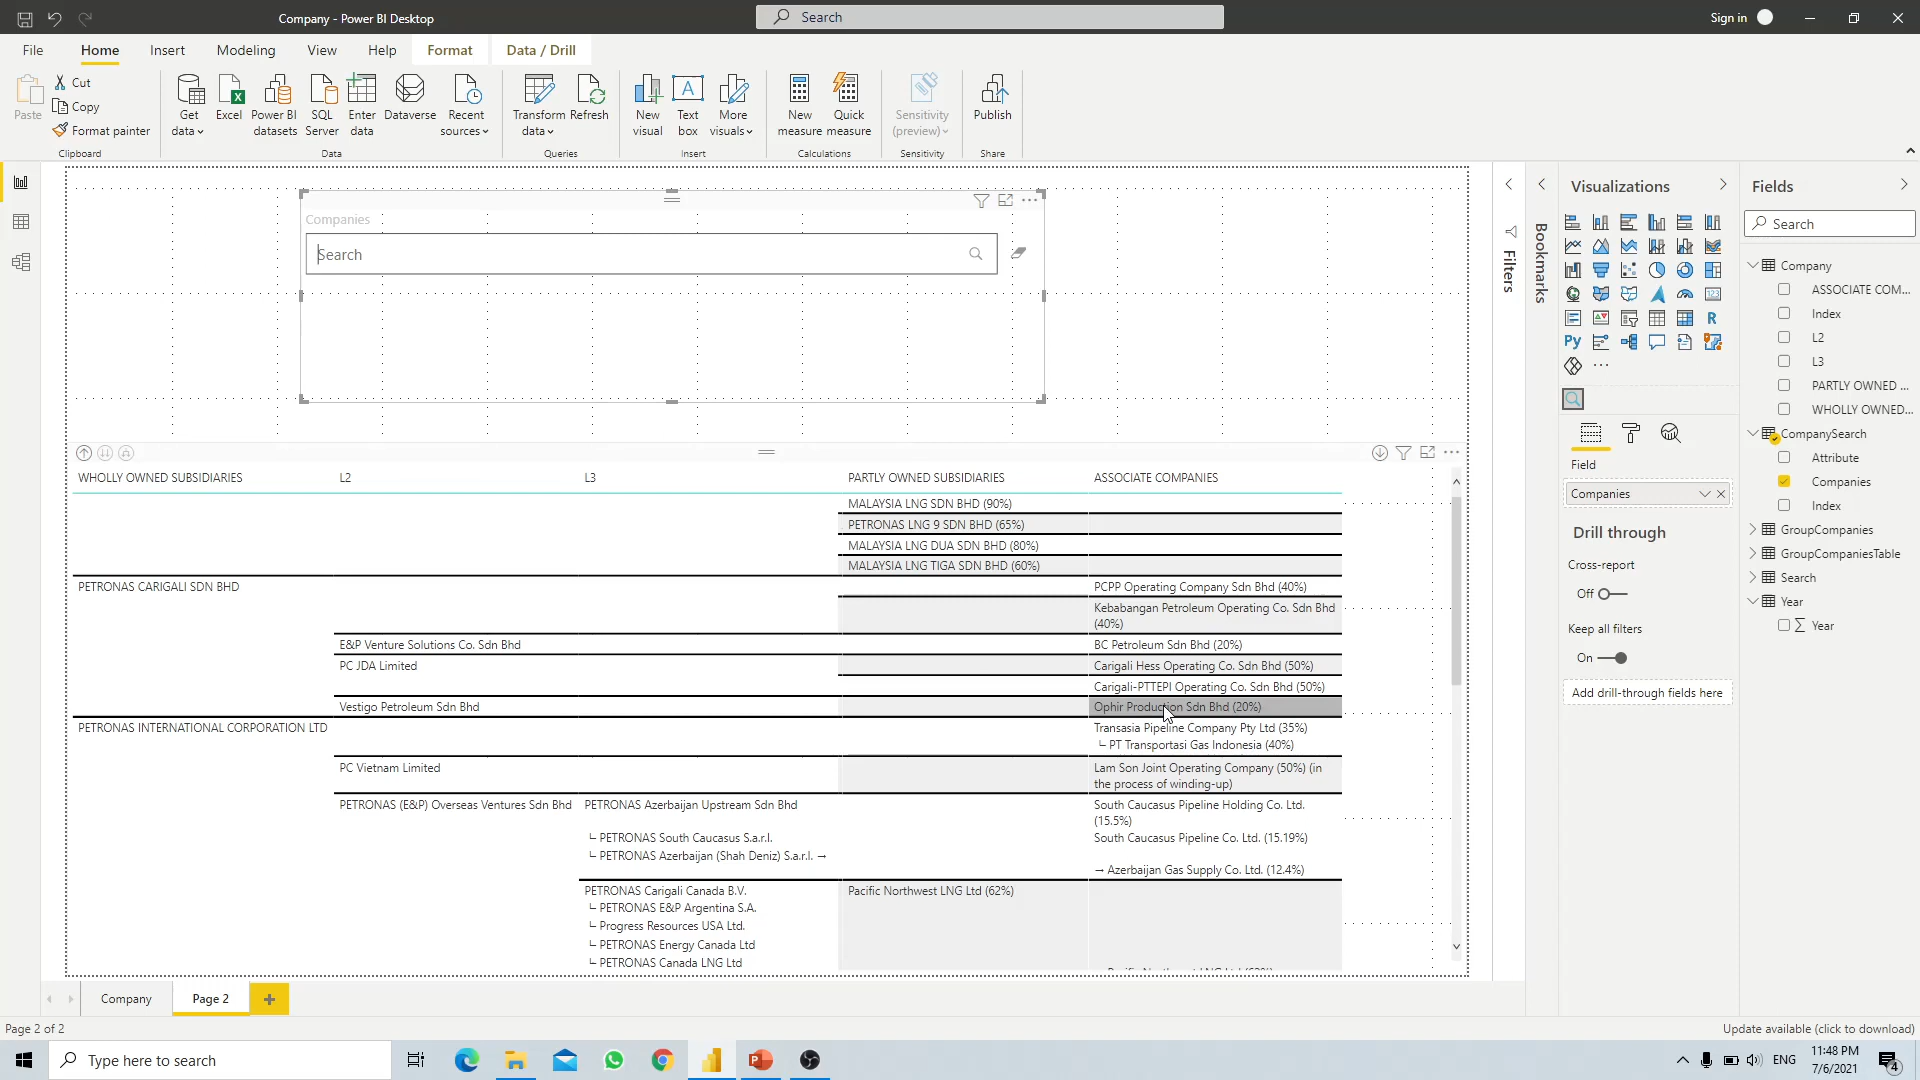 Company - Power BI Desktop
Search
Sign in
File
Home
Insert
Modeling
View
Help
Format
Data / Drill
Paste
Cut
Copy
Format painter
Clipboard
Get data
Excel
Power BI datasets
SQL Server
Enter data
Dataverse
Recent sources
Data
Transform data
Refresh
Queries
New visual
Text box
More visuals
Insert
New measure
Quick measure
Calculations
Sensitivity (preview)
Sensitivity
Publish
Share
Companies
Search
WHOLLY OWNED SUBSIDIARIES L2 L3 PARTLY OWNED SUBSIDIARIES ASSOCIATE COMPANIES
MALAYSIA LNG SDN BHD (90%)
PETRONAS LNG 9 SDN BHD (65%)
MALAYSIA LNG DUA SDN BHD (80%)
MALAYSIA LNG TIGA SDN BHD (60%)
PETRONAS CARIGALI SDN BHD PCPP Operating Company Sdn Bhd (40%)
Kebabangan Petroleum Operating Co. Sdn Bhd
(40%)
E&P Venture Solutions Co. Sdn Bhd BC Petroleum Sdn Bhd (20%)
PC JDA Limited Carigali Hess Operating Co. Sdn Bhd (50%)
Carigali-PTTEPI Operating Co. Sdn Bhd (50%)
Vestigo Petroleum Sdn Bhd Ophir Production Sdn Bhd (20%)
PETRONAS INTERNATIONAL CORPORATION LTD Transasia Pipeline Company Pty Ltd (35%)
└ PT Transportasi Gas Indonesia (40%)
PC Vietnam Limited Lam Son Joint Operating Company (50%) (in
the process of winding-up)
PETRONAS (E&P) Overseas Ventures Sdn Bhd PETRONAS Azerbaijan Upstream Sdn Bhd South Caucasus Pipeline Holding Co. Ltd.
(15.5%)
└ PETRONAS South Caucasus S.a.r.l. South Caucasus Pipeline Co. Ltd. (15.19%)
└ PETRONAS Azerbaijan (Shah Deniz) S.a.r.l. →
→ Azerbaijan Gas Supply Co. Ltd. (12.4%)
PETRONAS Carigali Canada B.V. Pacific Northwest LNG Ltd (62%)
└ PETRONAS E&P Argentina S.A.
└ Progress Resources USA Ltd.
└ PETRONAS Energy Canada Ltd
└ PETRONAS Canada LNG Ltd
Filters
Bookmarks
Visualizations
R
Py
123
Field
Companies
Drill through
Cross-report
Off
Keep all filters
On
Add drill-through fields here
Fields
Search
Company
ASSOCIATE COM...
Index
L2
L3
PARTLY OWNED ...
WHOLLY OWNED...
CompanySearch
Attribute
Companies
Index
GroupCompanies
GroupCompaniesTable
Search
Year
Σ Year
Company
Page 2
+
Page 2 of 2
Update available (click to download)
Type here to search
ENG
11:48 PM
7/6/2021
4